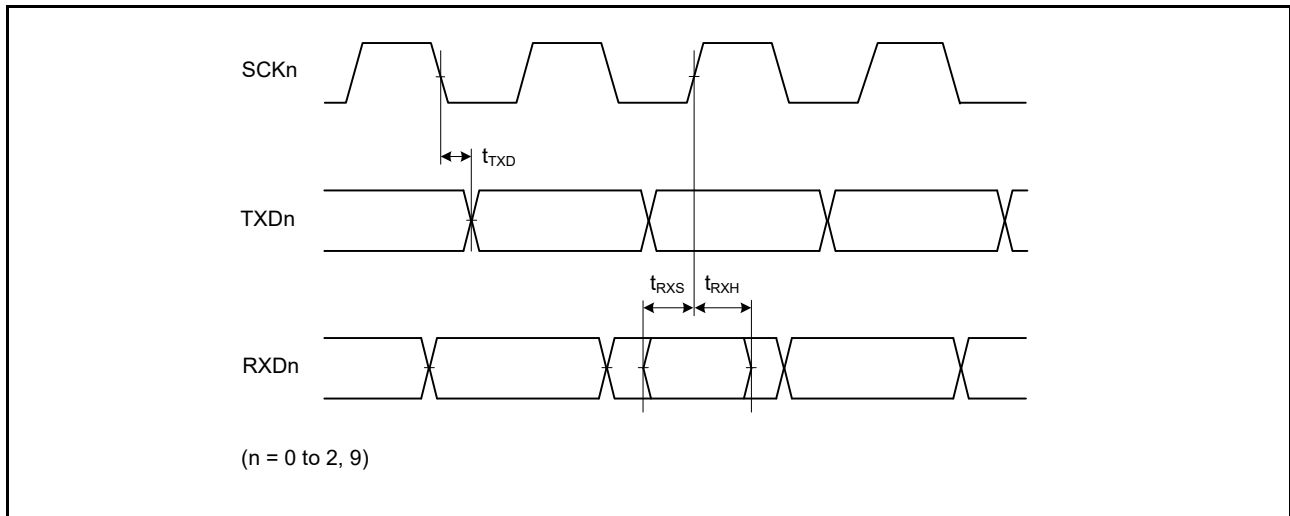 SCKn
tTXD
TXDn
tRXS tRXH
RXDn
(n = 0 to 2, 9)